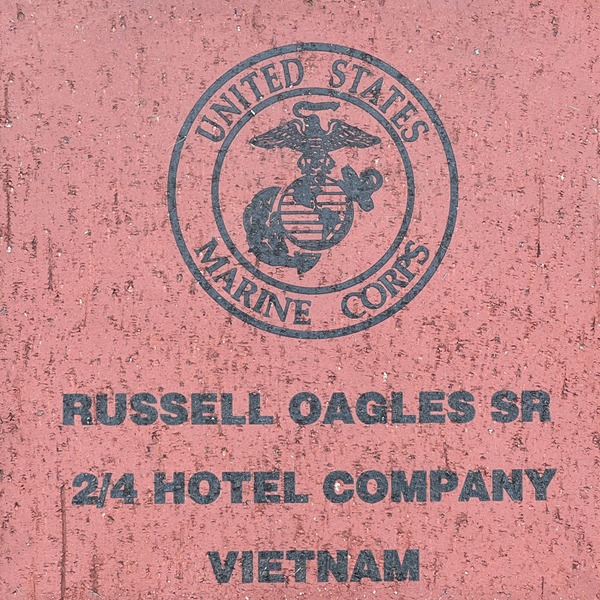 UNITED STATES
MARINE CORPS
RUSSELL OAGLES SR
2/4 HOTEL COMPANY
VIETNAM